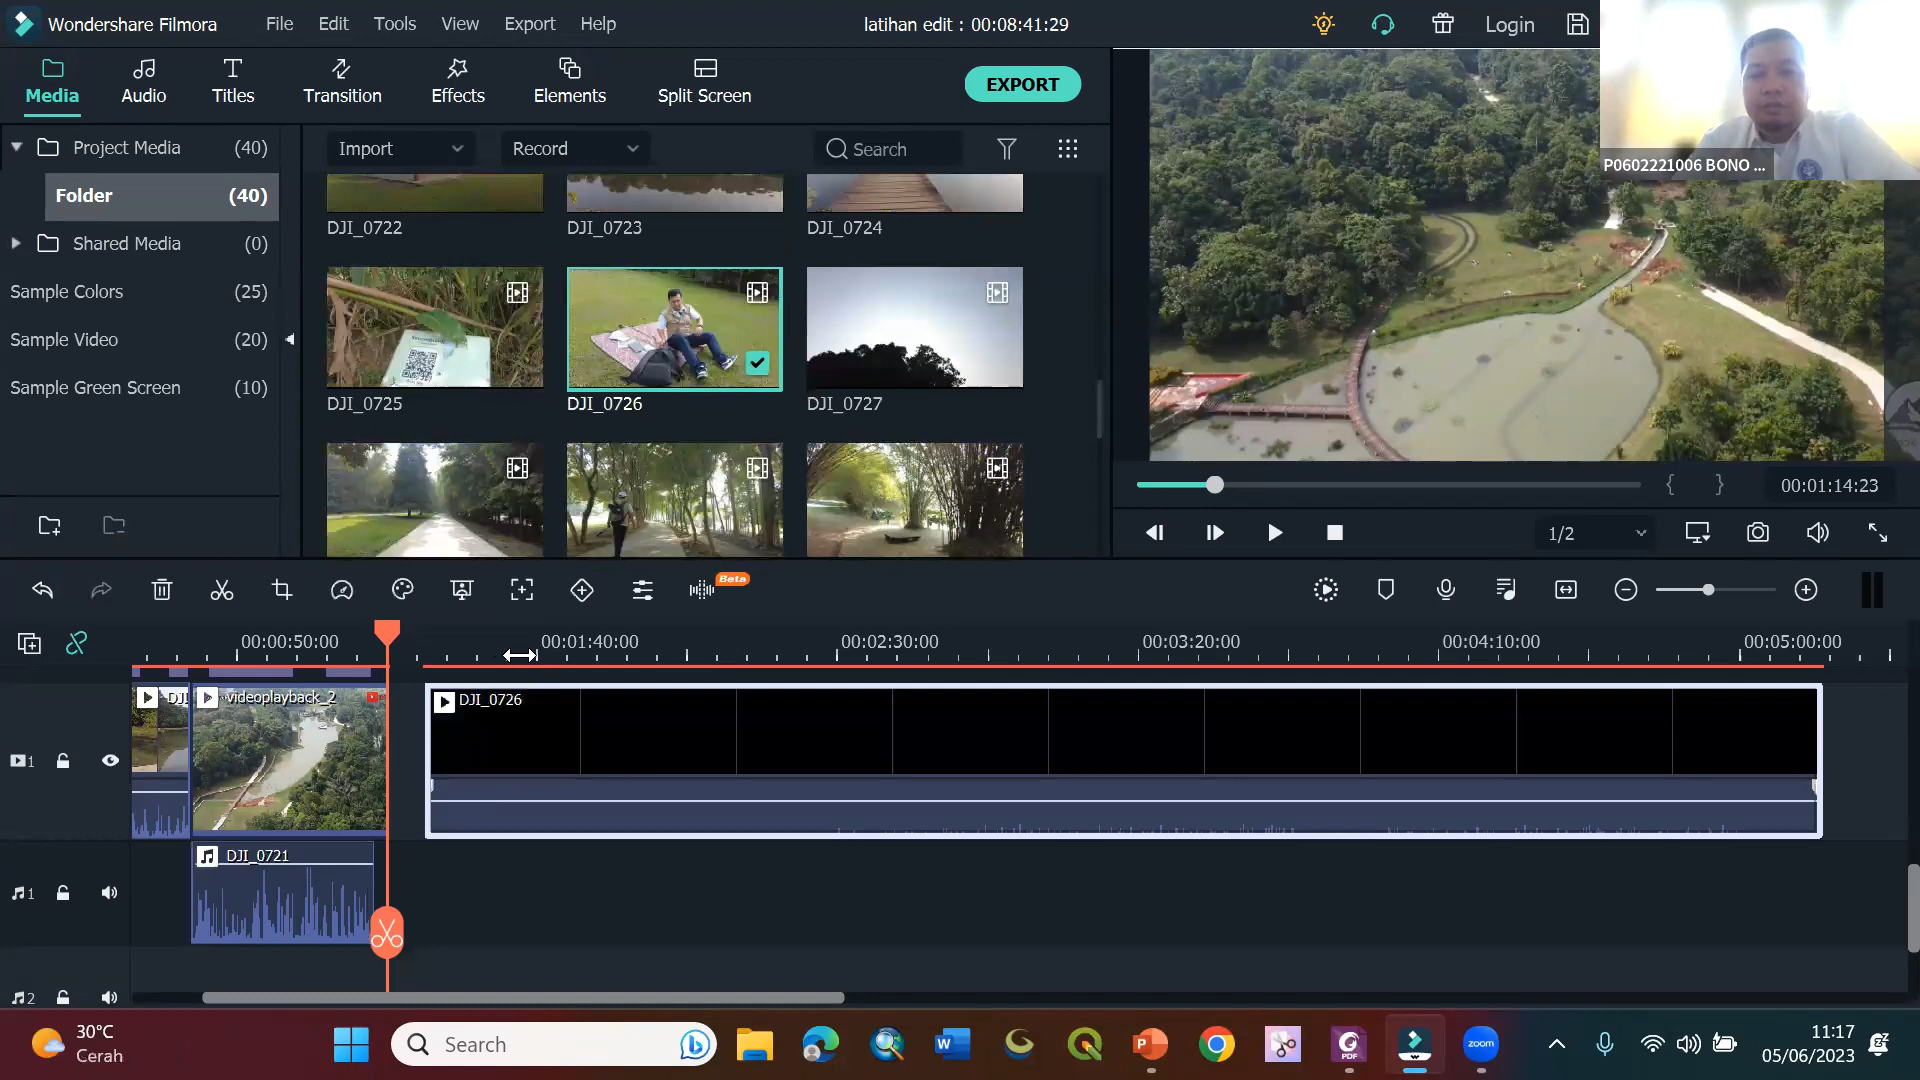 Wondershare Filmora
File
Edit
Tools
View
Export
Help
latihan edit : 00:08:41:29
Login
Media
Audio
Titles
Transition
Effects
Elements
Split Screen
EXPORT
P0602221006 BONO ...
Project Media (40)
Folder (40)
Shared Media (0)
Sample Colors (25)
Sample Video (20)
Sample Green Screen (10)
Import
Record
Search
DJI_0722
DJI_0723
DJI_0724
DJI_0725
DJI_0726
DJI_0727
{ }
00:01:14:23
1/2
Beta
00:00:50:00
00:01:40:00
00:02:30:00
00:03:20:00
00:04:10:00
00:05:00:00
DJI
videoplayback_2
DJI_0726
1
DJI_0721
1
2
30°C
Cerah
Search
W
P
PDF
zoom
11:17
05/06/2023